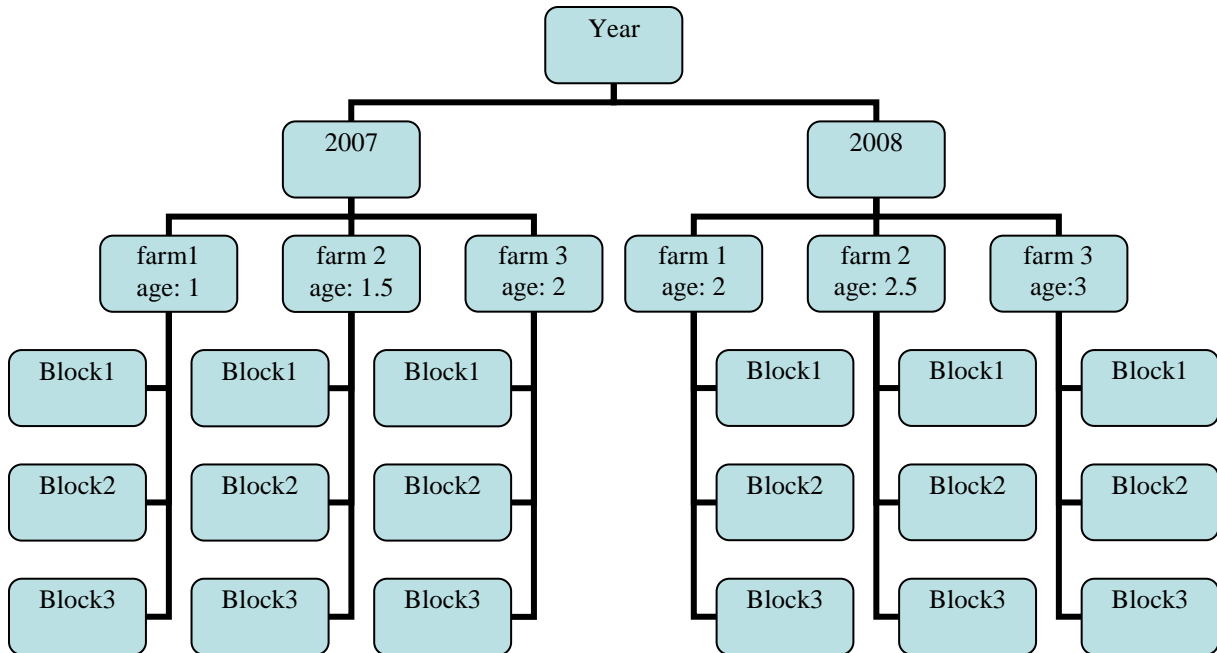 Year
2007
2008
farm1
age: 1
farm 2
age: 1.5
farm 3
age: 2
farm 1
age: 2
farm 2
age: 2.5
farm 3
age:3
Block1
Block1
Block1
Block1
Block1
Block1
Block2
Block2
Block2
Block2
Block2
Block2
Block3
Block3
Block3
Block3
Block3
Block3